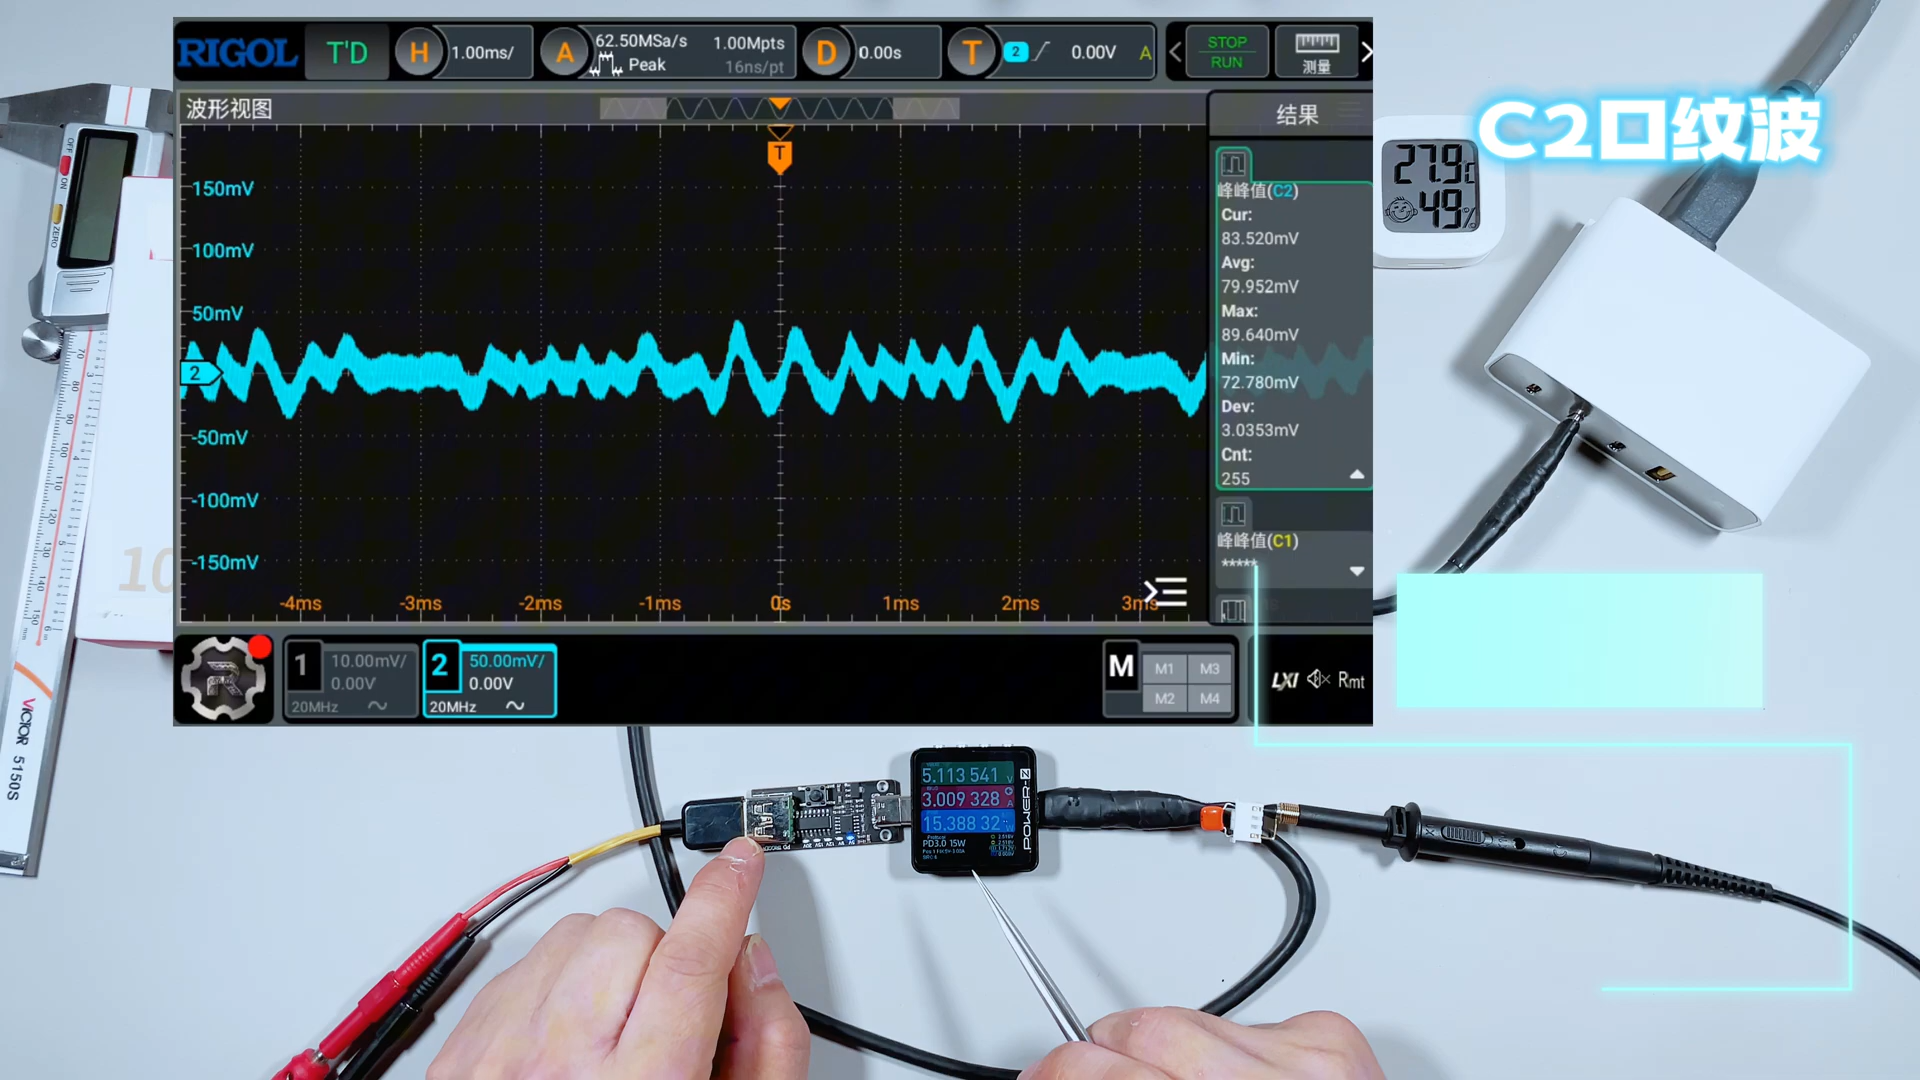 RIGOL
T'D
H
1.00ms/
A
62.50MSa/s
1.00Mpts
Peak
16ns/pt
D
0.00s
T
2
0.00V
A
STOP
RUN
测量
波形视图
结果
T
150mV
100mV
50mV
2
-50mV
-100mV
-150mV
-4ms
-3ms
-2ms
-1ms
0s
1ms
2ms
3ms
峰峰值(C2)
Cur:
83.520mV
Avg:
79.952mV
Max:
89.640mV
Min:
72.780mV
Dev:
3.0353mV
Cnt:
255
峰峰值(C1)
*****
1
10.00mV/
0.00V
20MHz
2
50.00mV/
0.00V
20MHz
M
M1
M3
M2
M4
LXI
Rmt
C2口纹波
27.9
49%
OFF
ON
ZERO
10
VICTOR 5150S
5.113 541 V
3.009 328 A
15.388 32
PD3.0 15W
POWER-Z